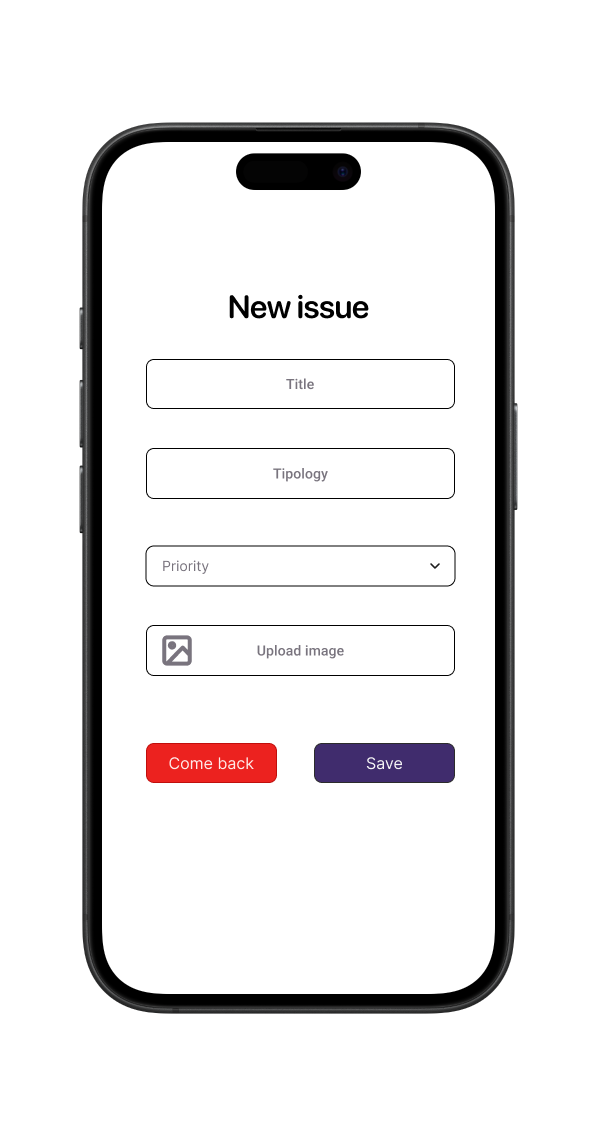 New issue
Title
Tipology
Priority
Upload image
Come back
Save